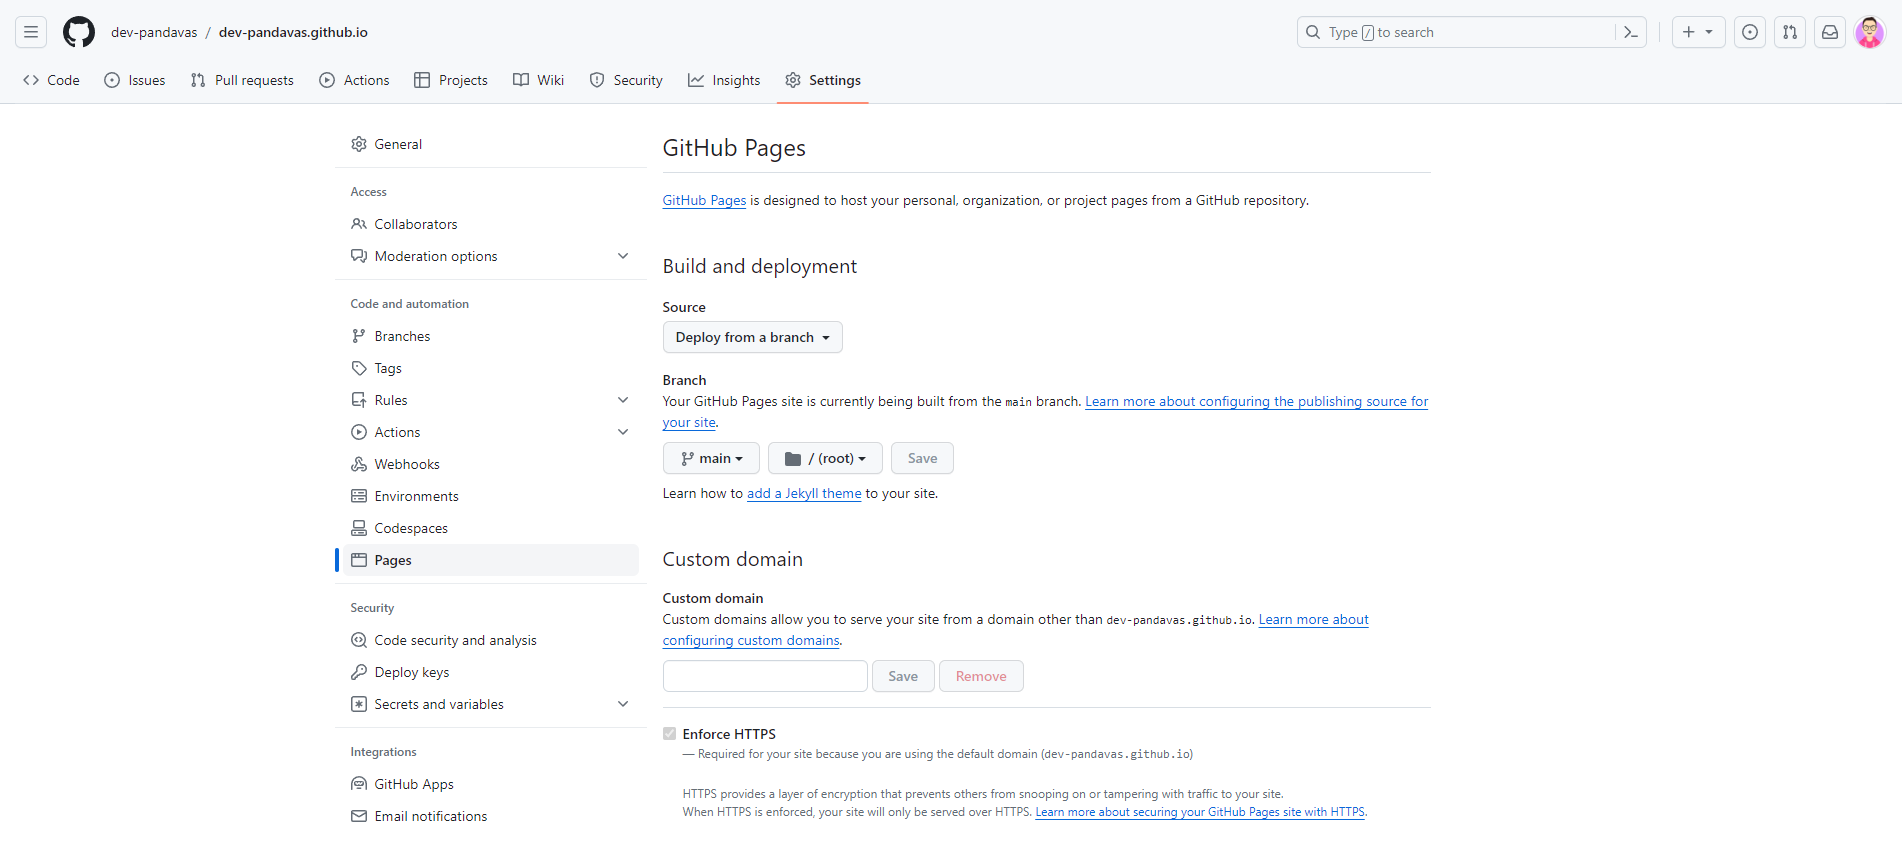 dev-pandavas / dev-pandavas.github.io
Type / to search
Code
Issues
Pull requests
Actions
Projects
Wiki
Security
Insights
Settings
General
Access
Collaborators
Moderation options
Code and automation
Branches
Tags
Rules
Actions
Webhooks
Environments
Codespaces
Pages
Security
Code security and analysis
Deploy keys
Secrets and variables
Integrations
GitHub Apps
Email notifications
GitHub Pages
GitHub Pages is designed to host your personal, organization, or project pages from a GitHub repository.
Build and deployment
Source
Deploy from a branch
Branch
Your GitHub Pages site is currently being built from the main branch. Learn more about configuring the publishing source for
your site.
main
/ (root)
Save
Learn how to add a Jekyll theme to your site.
Custom domain
Custom domain
Custom domains allow you to serve your site from a domain other than dev-pandavas.github.io. Learn more about
configuring custom domains.
Save
Remove
Enforce HTTPS
— Required for your site because you are using the default domain (dev-pandavas.github.io)
HTTPS provides a layer of encryption that prevents others from snooping on or tampering with traffic to your site.
When HTTPS is enforced, your site will only be served over HTTPS. Learn more about securing your GitHub Pages site with HTTPS.